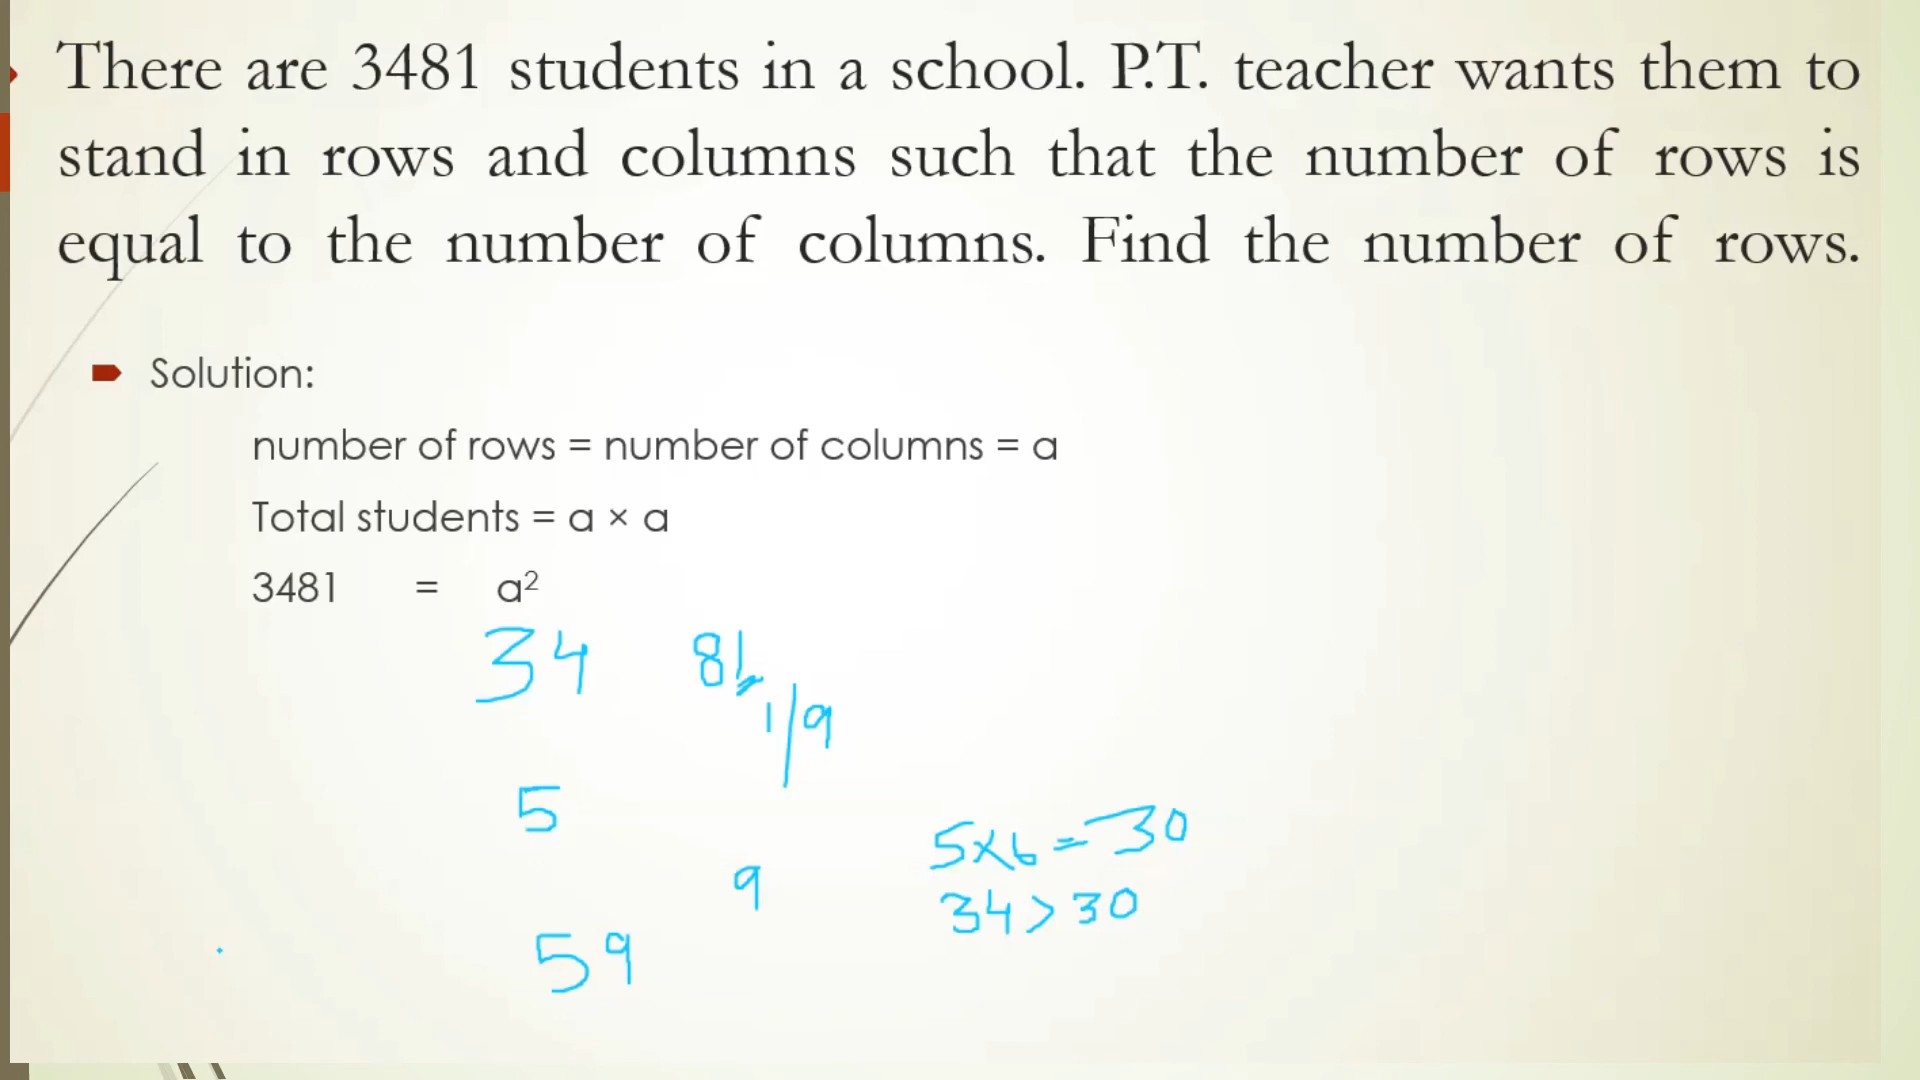 There are 3481 students in a school. P.T. teacher wants them to
stand in rows and columns such that the number of rows is
equal to the number of columns. Find the number of rows.
Solution:
number of rows = number of columns = a
Total students = a × a
3481 = a²
34 81
1/9
5
5×6=30
9
34>30
59